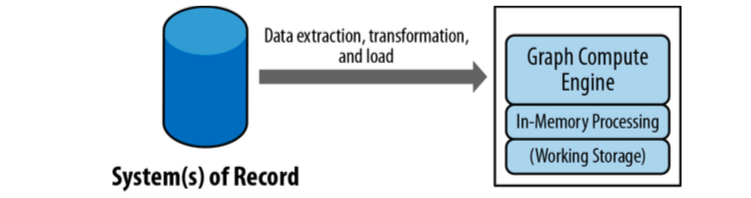 Data extraction, transformation,
and load
Graph Compute
Engine
In-Memory Processing
(Working Storage)
System(s) of Record